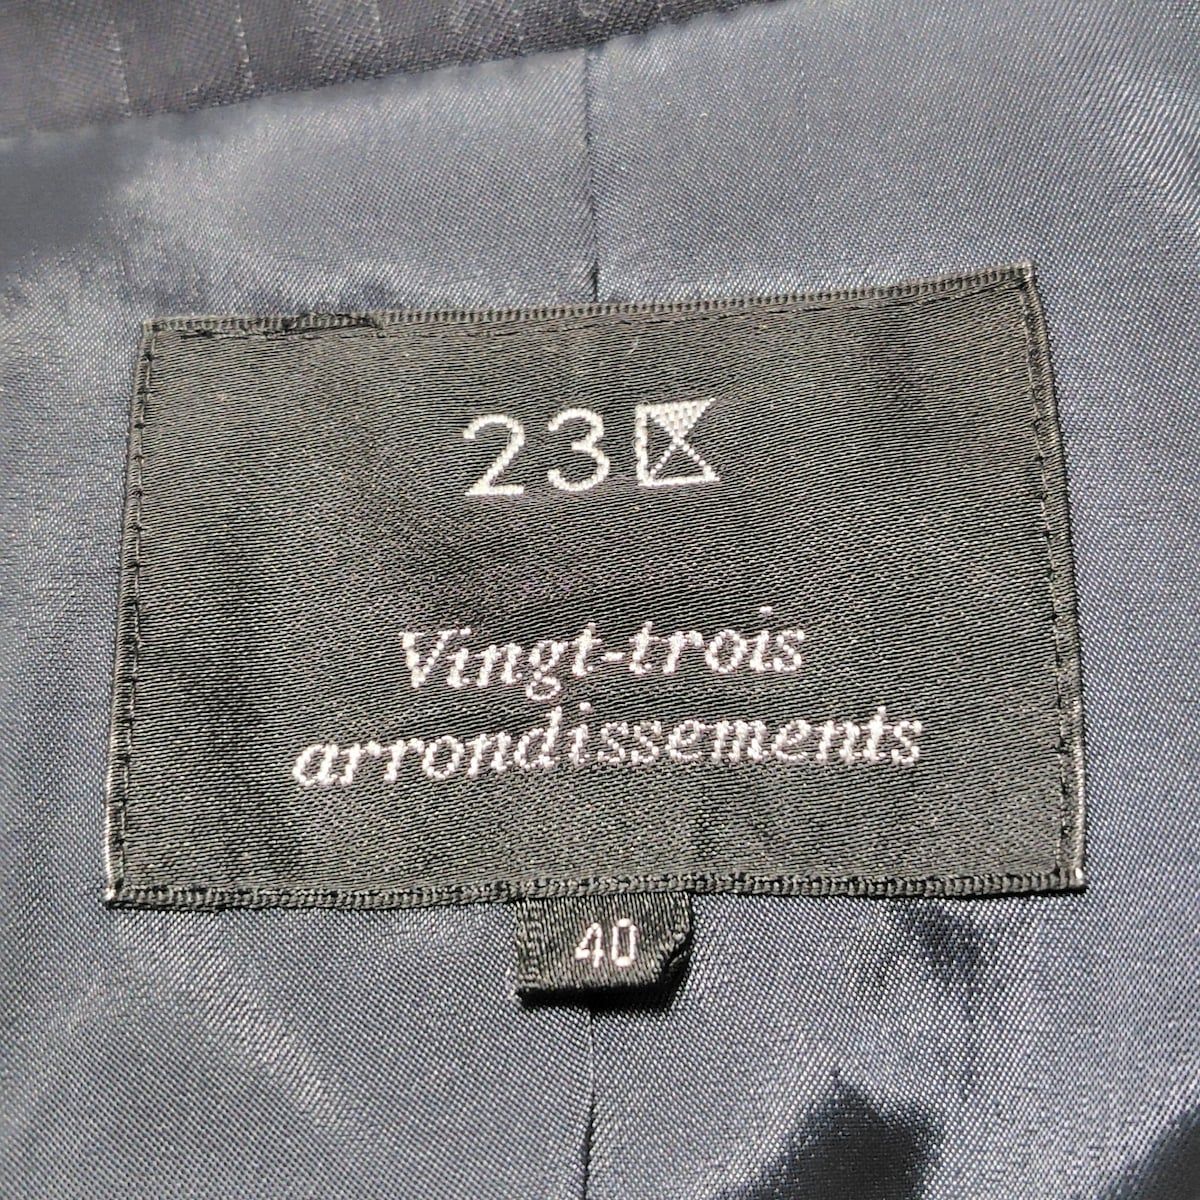 23区
Vingt-trois
arrondissements
40